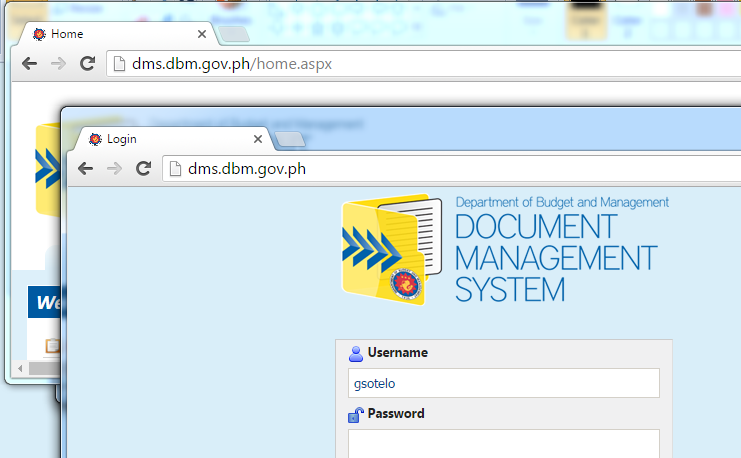 Home
dms.dbm.gov.ph/home.aspx
Login
dms.dbm.gov.ph
Department of Budget and Management
DOCUMENT
MANAGEMENT
SYSTEM
We
Username
gsotelo
Password